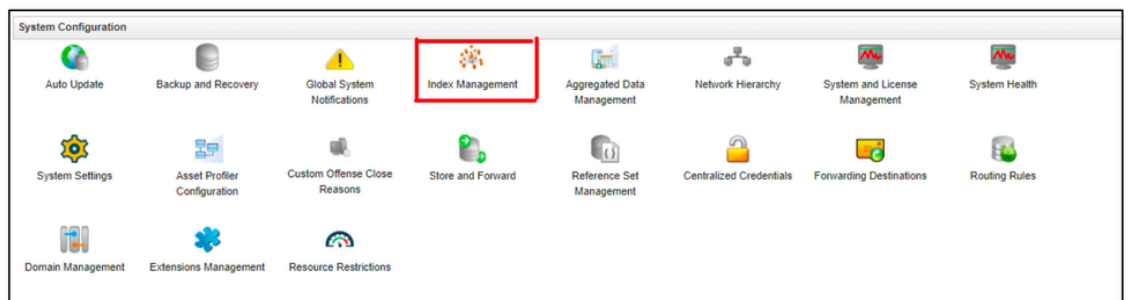 System Configuration
Auto Update
Backup and Recovery
Global System
Notifications
Index Management
Aggregated Data
Management
Network Hierarchy
System and License
Management
System Health
System Settings
Asset Profiler
Configuration
Custom Offense Close
Reasons
Store and Forward
Reference Set
Management
Centralized Credentials
Forwarding Destinations
Routing Rules
Domain Management
Extensions Management
Resource Restrictions